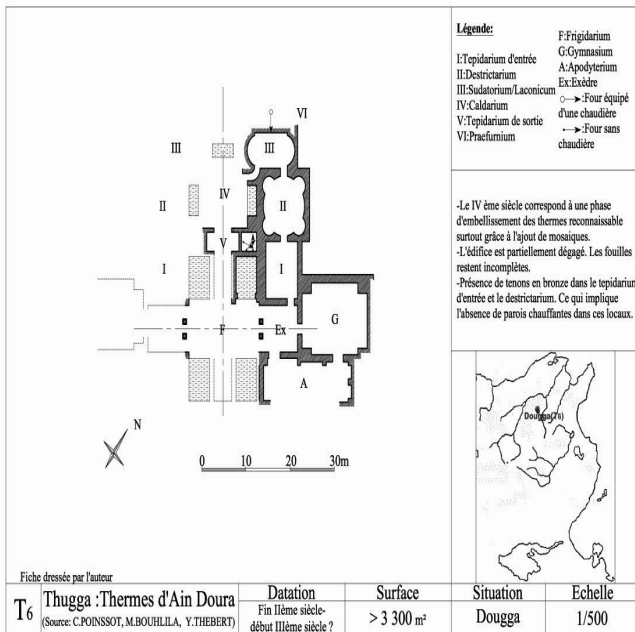 VI
III
III
IV
II
II
V
I
I
F
Ex
G
A
N
0 10 20 30m
Fiche dressée par l'auteur
Légende:
I:Tepidarium d'entrée
II:Destrictarium
III:Sudatorium/Laconicum
IV:Caldarium
V:Tepidarium de sortie
VI:Praefurnium
F:Frigidarium
G:Gymnasium
A:Apodyterium
Ex:Exèdre
:Four équipé
d'une chaudière
:Four sans
chaudière
-Le IV ème siècle correspond à une phase
d'embellissement des thermes reconnaissable
surtout grâce à l'ajout de mosaiques.
-L'édifice est partiellement dégagé. Les fouilles
restent incomplètes.
-Présence de tenons en bronze dans le tepidarium
d'entrée et le destrictarium. Ce qui implique
l'absence de parois chauffantes dans ces locaux.
Dougga(T6)
T6
Thugga :Thermes d'Ain Doura
(Source: C.POINSSOT, M.BOUHLILA, Y.THEBERT)
Datation
Fin IIème siècle-
début IIIème siècle ?
Surface
> 3 300 m²
Situation
Dougga
Echelle
1/500